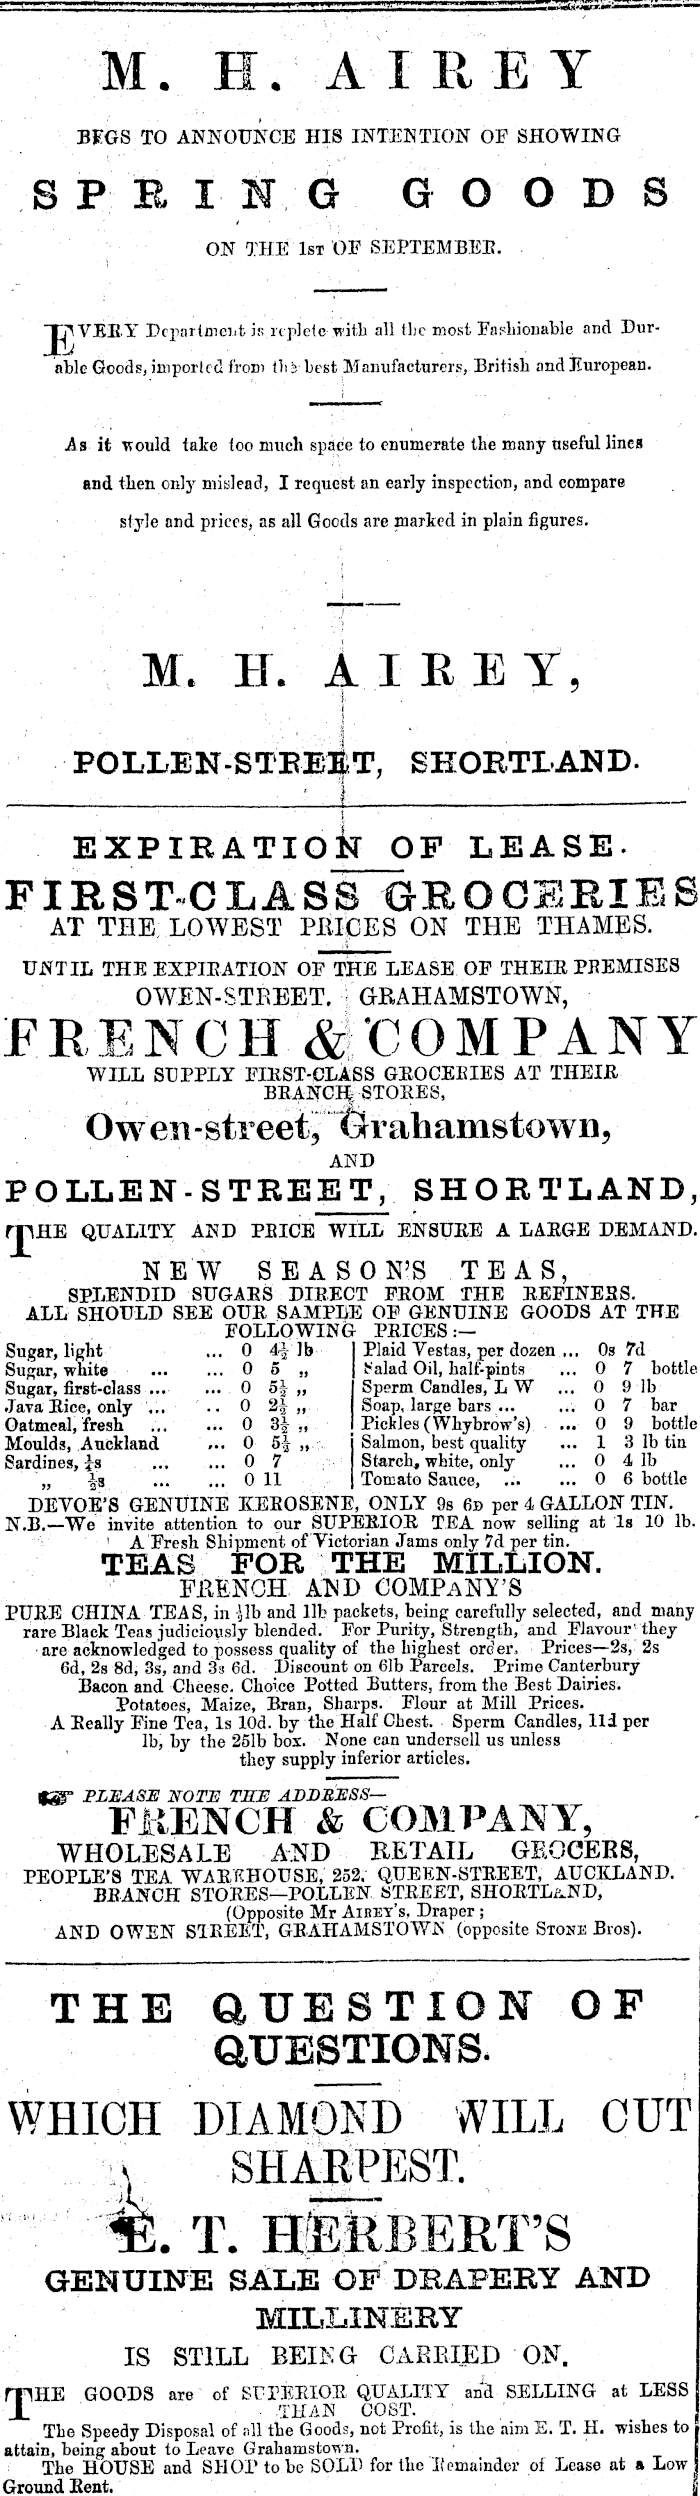 M. H. AIREY
BEGS TO ANNOUNCE HIS INTENTION OF SHOWING
SPRING GOODS
ON THE 1ST OF SEPTEMBER.
EVERY Department is replete with all the most Fashionable and Dur-
able Goods, imported from the best Manufacturers, British and European.
As it would take too much space to enumerate the many useful lines
and then only mislead, I request an early inspection, and compare
style and prices, as all Goods are marked in plain figures.
M. H. AIREY,
POLLEN-STREET, SHORTLAND.
EXPIRATION OF LEASE.
FIRST-CLASS GROCERIES
AT THE LOWEST PRICES ON THE THAMES.
UNTIL THE EXPIRATION OF THE LEASE OF THEIR PREMISES
OWEN-STREET. GRAHAMSTOWN,
FRENCH & COMPANY
WILL SUPPLY FIRST-CLASS GROCERIES AT THEIR
BRANCH STORES,
Owen-street, Grahamstown,
AND
POLLEN-STREET, SHORTLAND,
THE QUALITY AND PRICE WILL ENSURE A LARGE DEMAND.
NEW SEASON'S TEAS,
SPLENDID SUGARS DIRECT FROM THE REFINERS.
ALL SHOULD SEE OUR SAMPLE OF GENUINE GOODS AT THE
FOLLOWING PRICES:—
Sugar, light ... 0 4½ lb
Sugar, white ... ... 0 5 „
Sugar, first-class ... ... 0 5½ „
Java Rice, only ... .. 0 2½ „
Oatmeal, fresh ... ... 0 3½ „
Moulds, Auckland ... 0 5½ „
Sardines, ¼s ... ... 0 7
„ ½s ... ... 0 11
Plaid Vestas, per dozen ... 0s 7d
Salad Oil, half-pints ... 0 7 bottle
Sperm Candles, L W ... 0 9 lb
Soap, large bars ... ... 0 7 bar
Pickles (Whybrow's) ... 0 9 bottle
Salmon, best quality ... 1 3 lb tin
Starch, white, only ... 0 4 lb
Tomato Sauce, ... ... 0 6 bottle
DEVOE'S GENUINE KEROSENE, ONLY 9s 6D per 4 GALLON TIN.
N.B.—We invite attention to our SUPERIOR TEA now selling at 1s 10 lb.
A Fresh Shipment of Victorian Jams only 7d per tin.
TEAS FOR THE MILLION.
FRENCH AND COMPANY'S
PURE CHINA TEAS, in ½lb and 1lb packets, being carefully selected, and many
rare Black Teas judiciously blended. For Purity, Strength, and Flavour they
are acknowledged to possess quality of the highest order. Prices—2s, 2s
6d, 2s 8d, 3s, and 3s 6d. Discount on 6lb Parcels. Prime Canterbury
Bacon and Cheese. Choice Potted Butters, from the Best Dairies.
Potatoes, Maize, Bran, Sharps. Flour at Mill Prices.
A Really Fine Tea, 1s 10d. by the Half Chest. Sperm Candles, 11d per
lb, by the 25lb box. None can undersell us unless
they supply inferior articles.
☞ PLEASE NOTE THE ADDRESS—
FRENCH & COMPANY,
WHOLESALE AND RETAIL GROCERS,
PEOPLE'S TEA WAREHOUSE, 252. QUEEN-STREET, AUCKLAND.
BRANCH STORES—POLLEN STREET, SHORTLAND,
(Opposite Mr AIREY's, Draper;
AND OWEN STREET, GRAHAMSTOWN (opposite STONE Bros).
THE QUESTION OF
QUESTIONS.
WHICH DIAMOND WILL CUT
SHARPEST.
E. T. HERBERT'S
GENUINE SALE OF DRAPERY AND
MILLINERY
IS STILL BEING CARRIED ON.
THE GOODS are of SUPERIOR QUALITY and SELLING at LESS
THAN COST.
The Speedy Disposal of all the Goods, not Profit, is the aim E. T. H. wishes to
attain, being about to Leave Grahamstown.
The HOUSE and SHOP to be SOLD for the Remainder of Lease at a Low
Ground Rent.